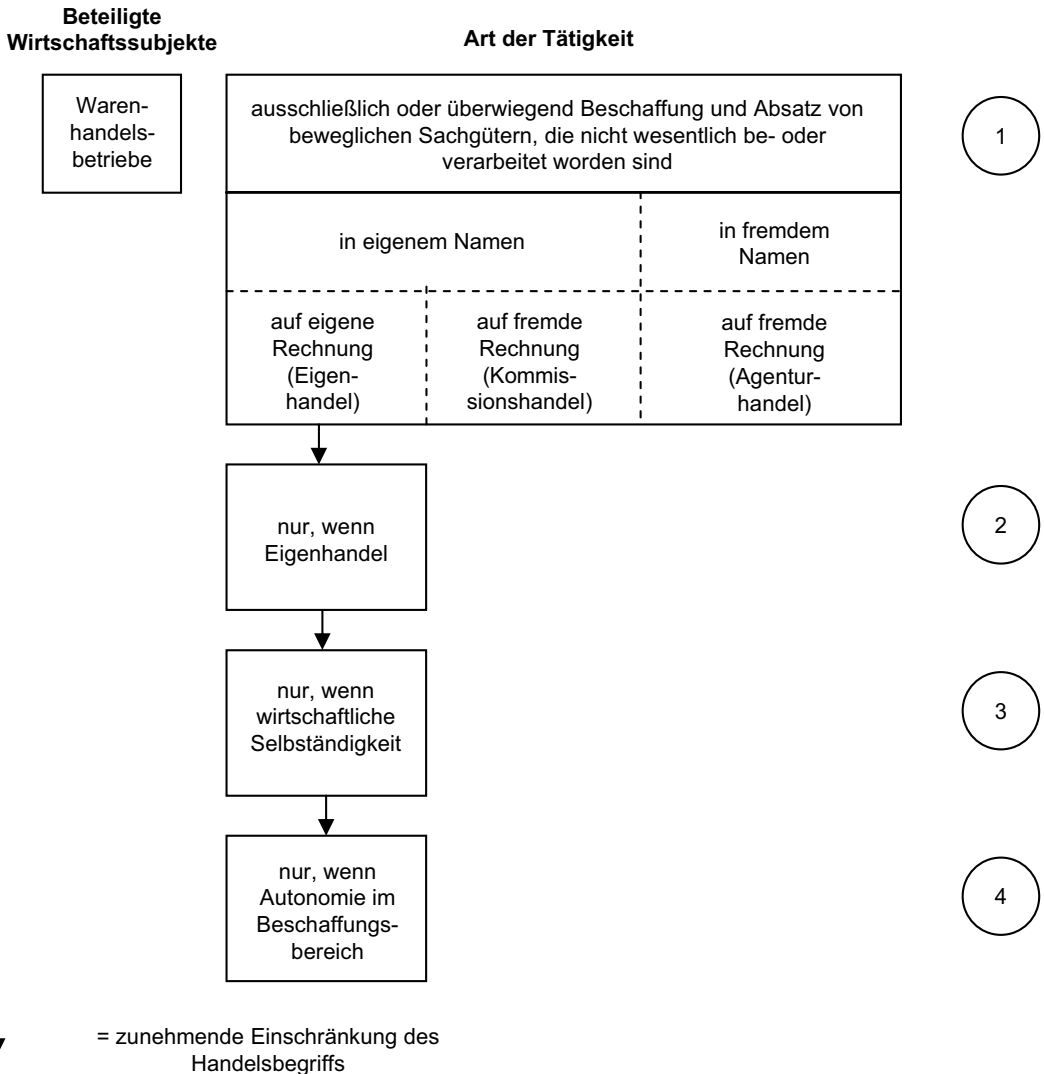 Beteiligte
Wirtschaftssubjekte
Art der Tätigkeit
Waren-
handels-
betriebe
ausschließlich oder überwiegend Beschaffung und Absatz von
beweglichen Sachgütern, die nicht wesentlich be- oder
verarbeitet worden sind
1
in eigenem Namen
in fremdem
Namen
auf eigene
Rechnung
(Eigen-
handel)
auf fremde
Rechnung
(Kommis-
sionshandel)
auf fremde
Rechnung
(Agentur-
handel)
nur, wenn
Eigenhandel
2
nur, wenn
wirtschaftliche
Selbständigkeit
3
nur, wenn
Autonomie im
Beschaffungs-
bereich
4
= zunehmende Einschränkung des
Handelsbegriffs